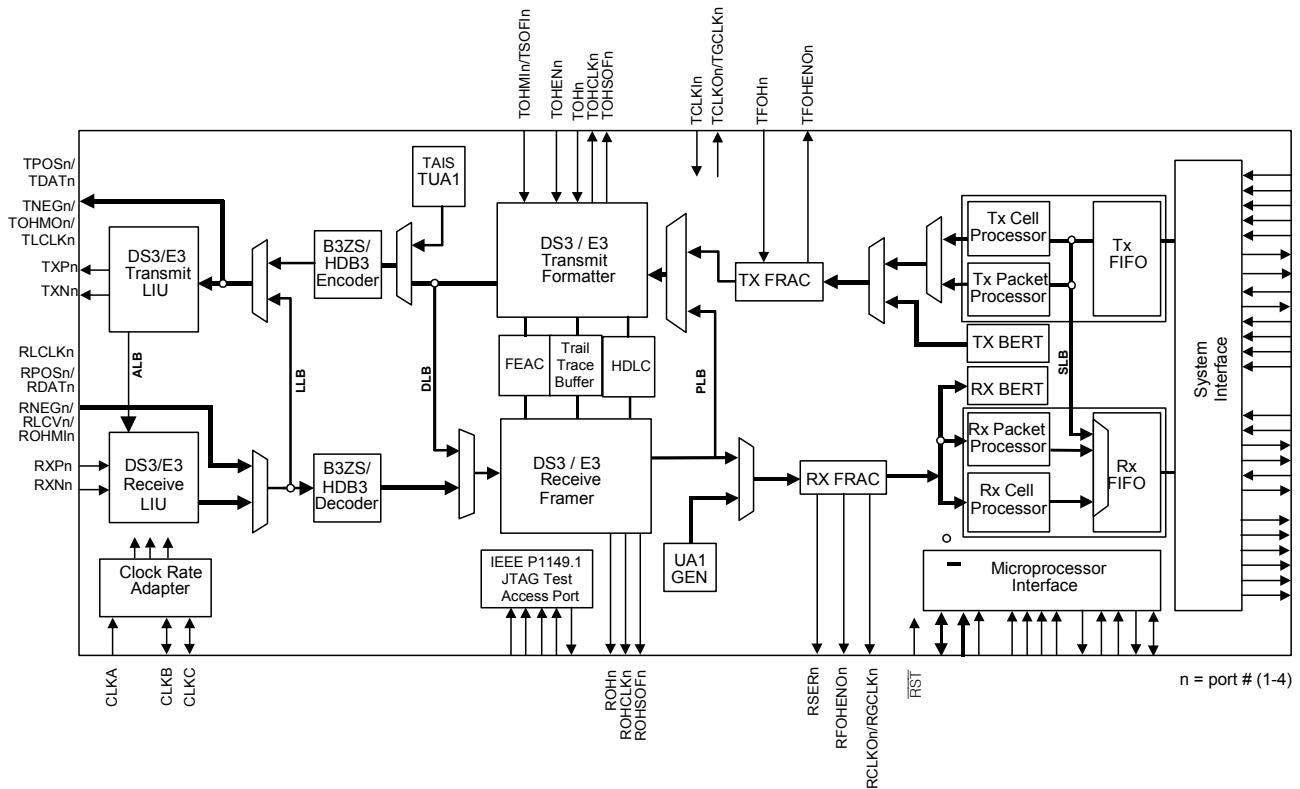 TOHMIn/TSOFIn
TOHENn
TOHn
TOHCLKn
TOHSOFn
TCLKIn
TCLKOn/TGCLKn
TFOHn
TFOHENOn
TPOSn/
TDATn
TNEGn/
TOHMOn/
TLCLKn
TXPn
TXNn
RLCLKn
RPOSn/
RDATn
RNEGn/
RLCVn/
ROHMIn
RXPn
RXNn
DS3/E3
Transmit
LIU
ALB
DS3/E3
Receive
LIU
Clock Rate
Adapter
CLKA
CLKB
CLKC
LLB
TAIS
TUA1
B3ZS/
HDB3
Encoder
B3ZS/
HDB3
Decoder
DLB
DS3 / E3
Transmit
Formatter
FEAC
Trail
Trace
Buffer
HDLC
DS3 / E3
Receive
Framer
IEEE P1149.1
JTAG Test
Access Port
ROHn
ROHCLKn
ROHSOFn
PLB
UA1
GEN
TX FRAC
RX FRAC
RSERn
RFOHENOn
RCLKOn/RGCLKn
Tx Cell
Processor
Tx Packet
Processor
Tx
FIFO
TX BERT
RX BERT
SLB
Rx Packet
Processor
Rx Cell
Processor
Rx
FIFO
System
Interface
Microprocessor
Interface
RST
n = port # (1-4)